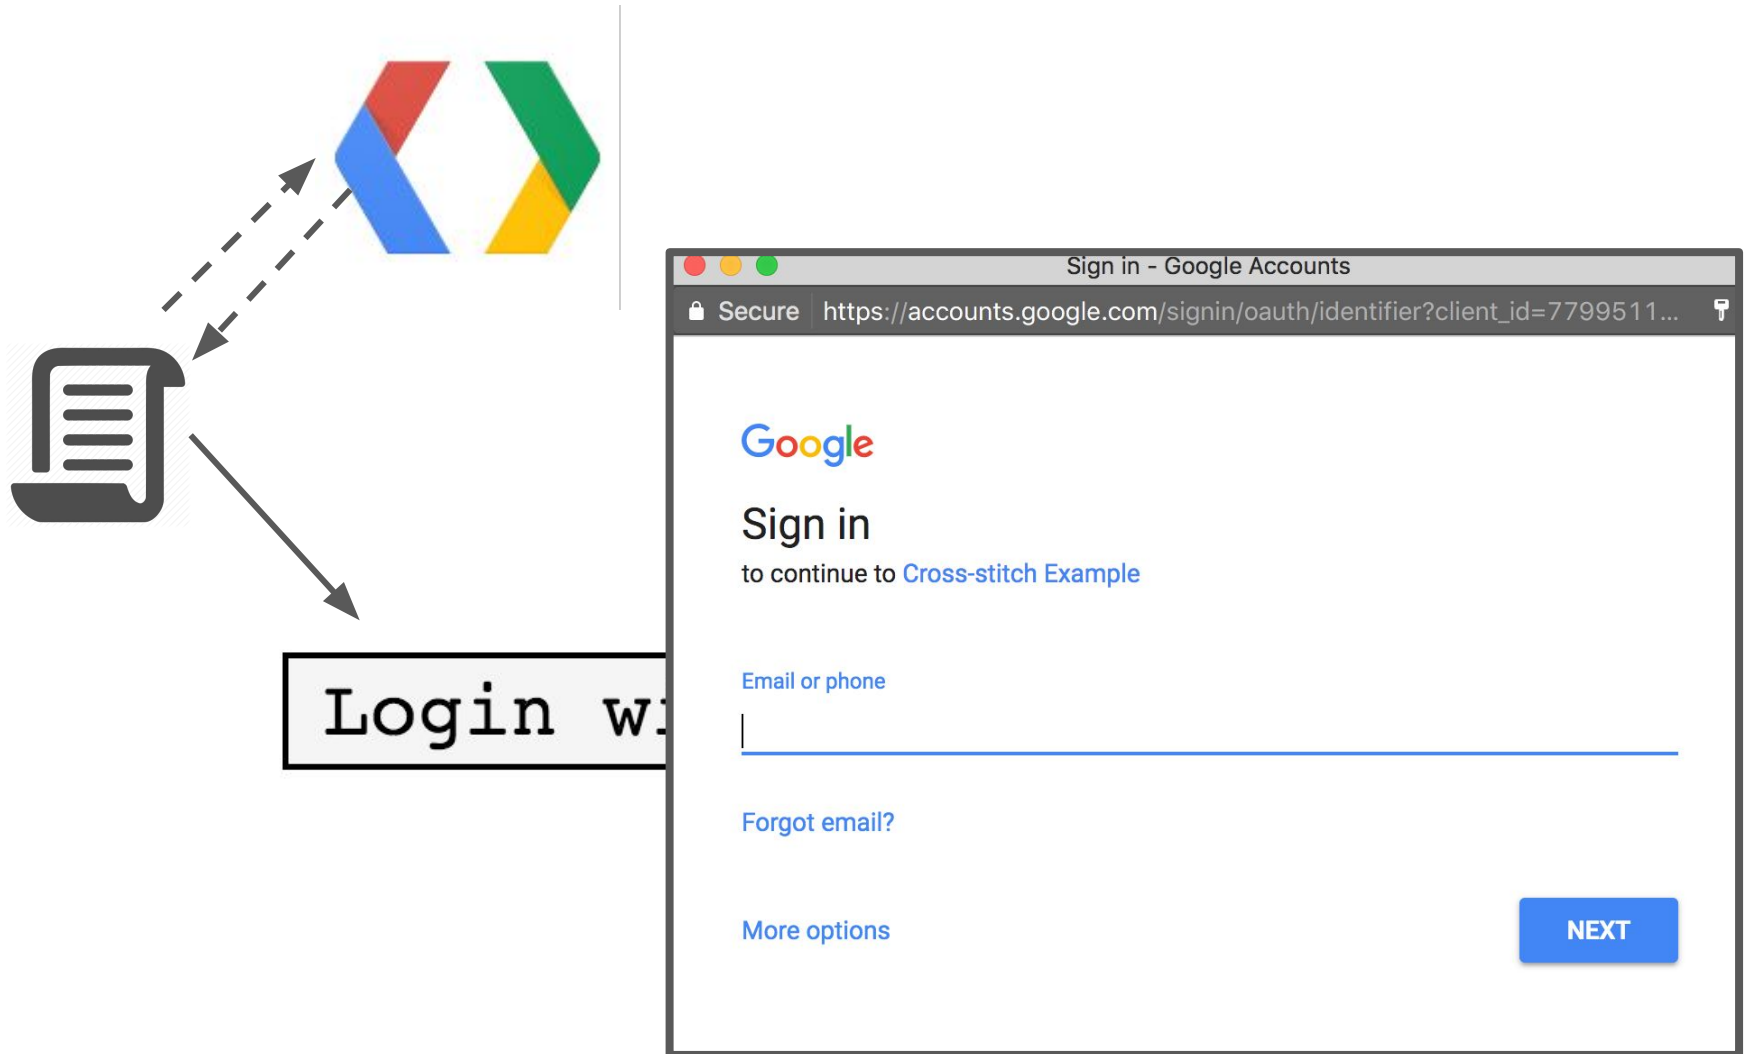 Sign in - Google Accounts
Secure https://accounts.google.com/signin/oauth/identifier?client_id=7799511...
Google
Sign in
to continue to Cross-stitch Example
Email or phone
Login
Forgot email?
More options
NEXT